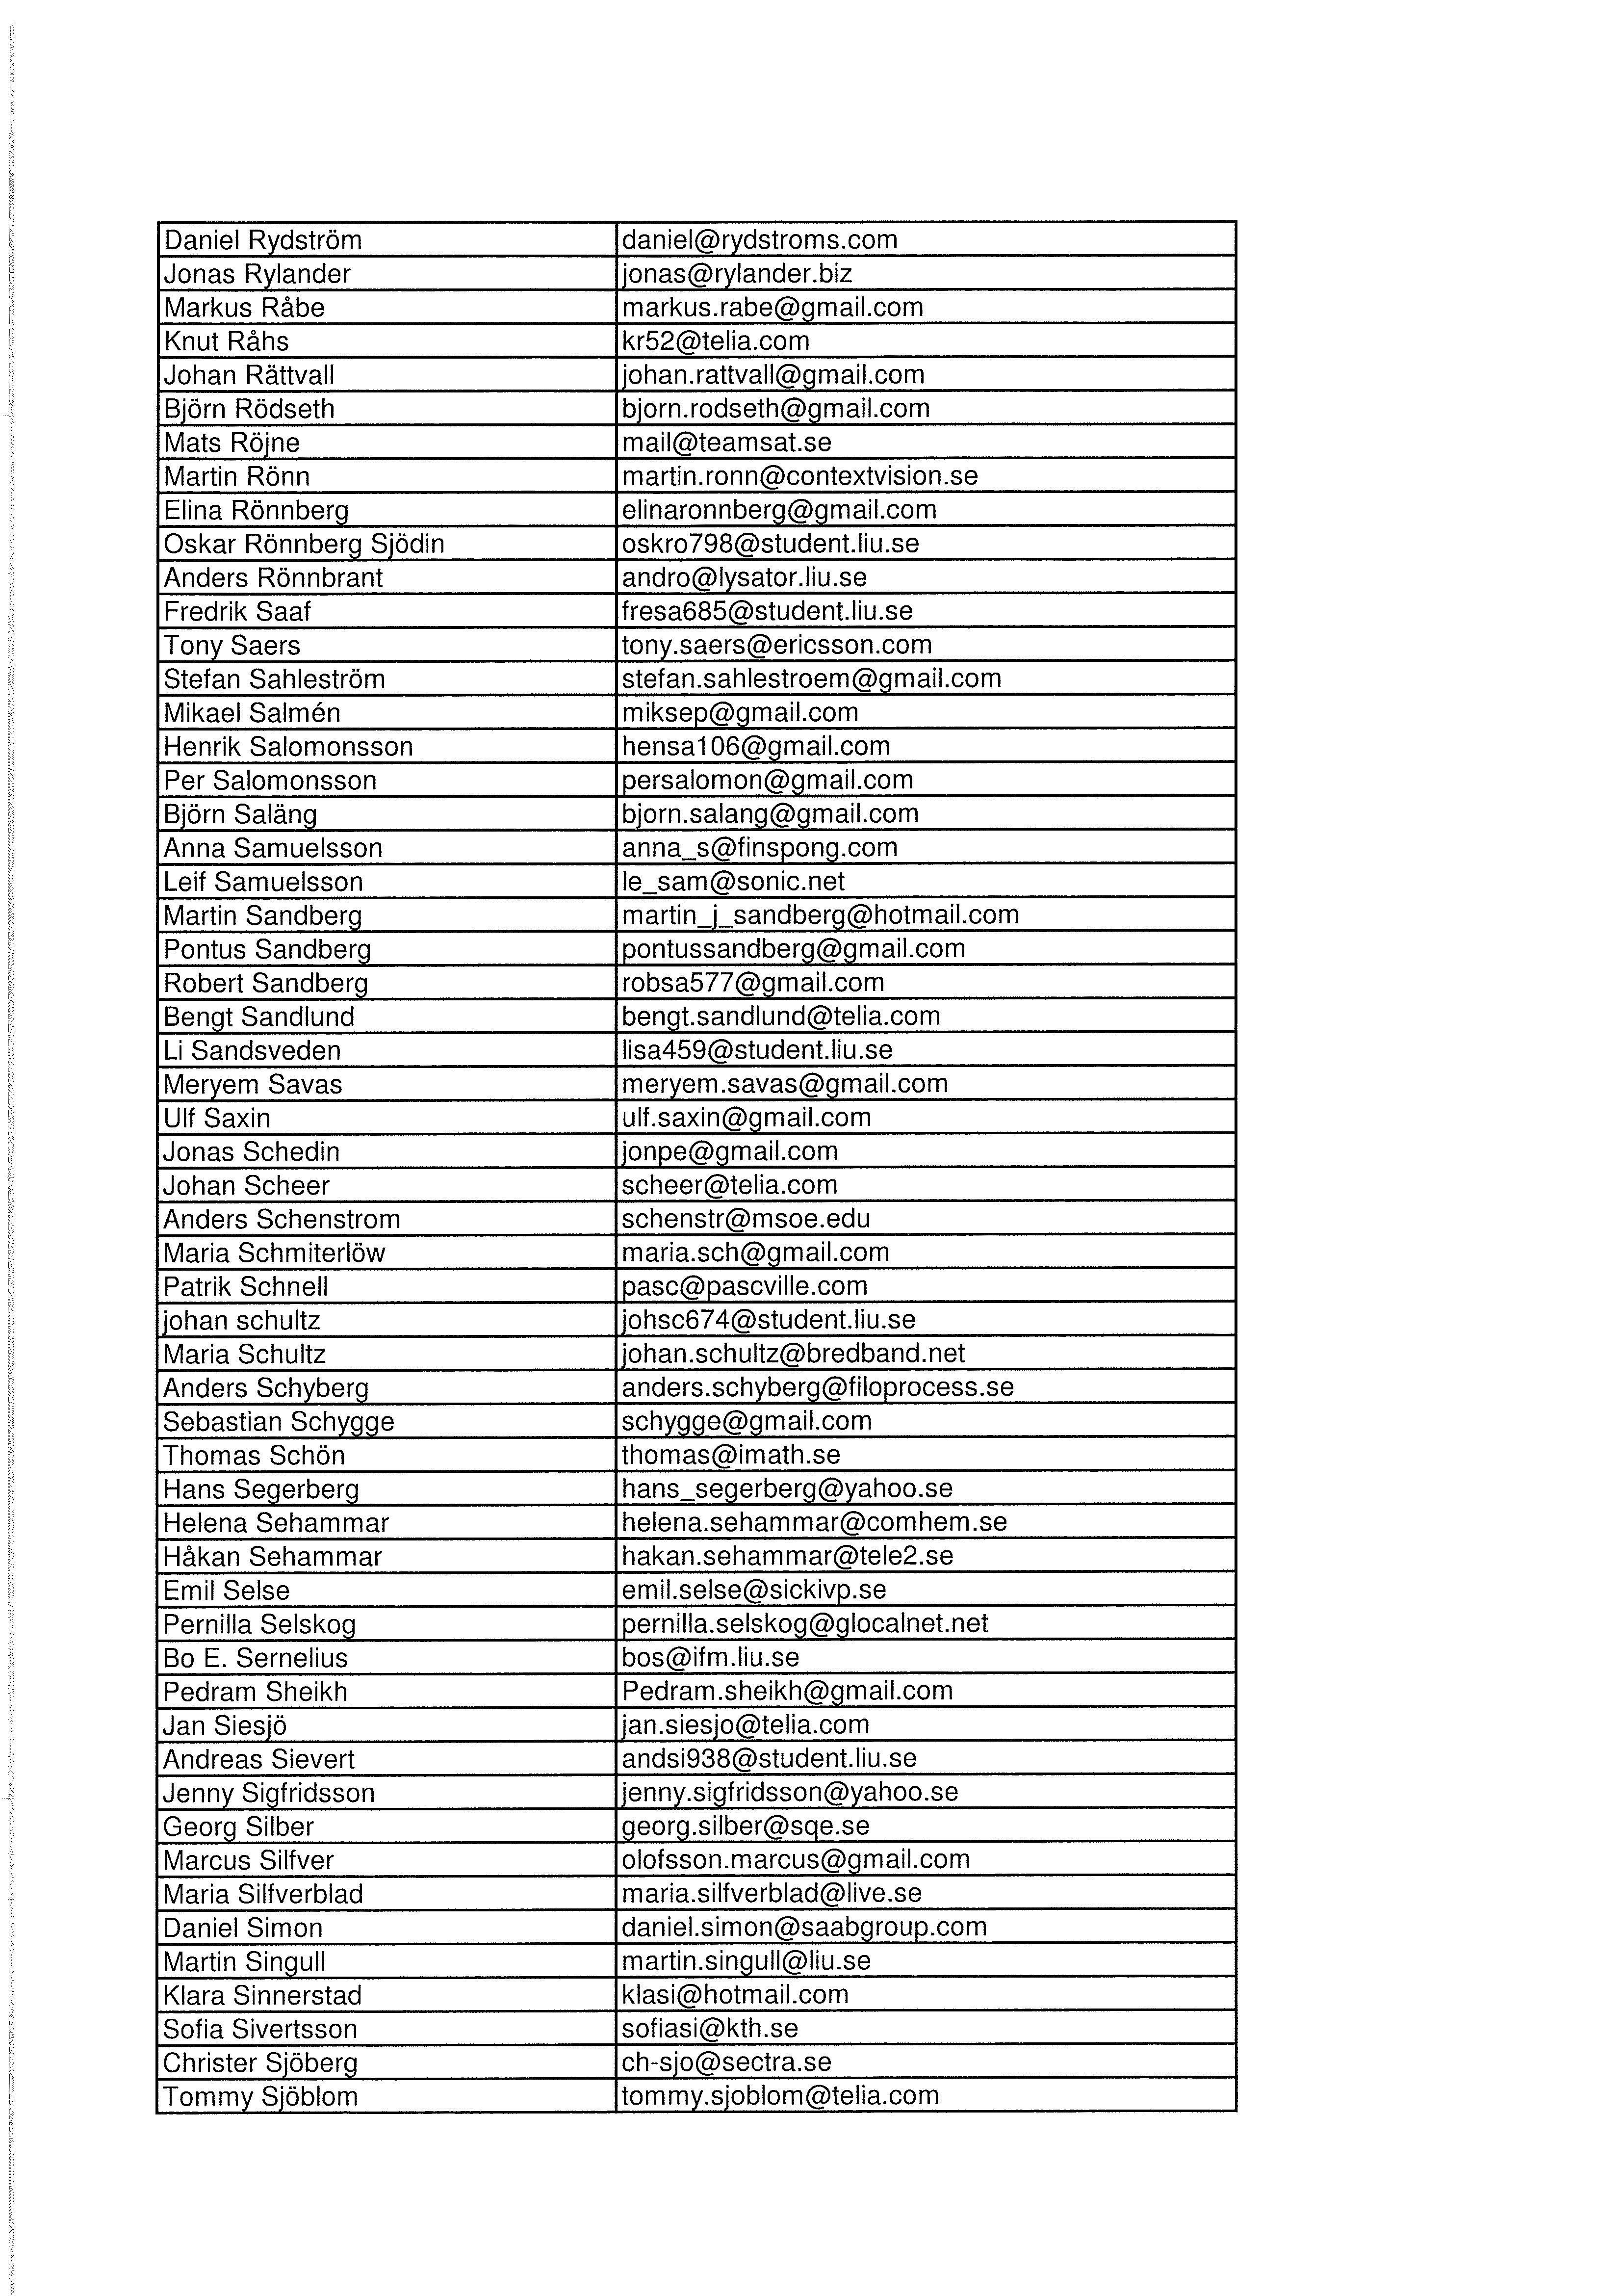 Daniel Rydström daniel@rydstroms.com
Jonas Rylander jonas@rylander.biz
Markus Råbe markus.rabe@gmail.com
Knut Råhs kr52@telia.com
Johan Rättvall johan.rattvall@gmail.com
Björn Rödseth bjorn.rodseth@gmail.com
Mats Röjne mail@teamsat.se
Martin Rönn martin.ronn@contextvision.se
Elina Rönnberg elinaronnberg@gmail.com
Oskar Rönnberg Sjödin oskro798@student.liu.se
Anders Rönnbrant andro@lysator.liu.se
Fredrik Saaf fresa685@student.liu.se
Tony Saers tony.saers@ericsson.com
Stefan Sahleström stefan.sahlestroem@gmail.com
Mikael Salmén miksep@gmail.com
Henrik Salomonsson hensa106@gmail.com
Per Salomonsson persalomon@gmail.com
Björn Saläng bjorn.salang@gmail.com
Anna Samuelsson anna_s@finspong.com
Leif Samuelsson le_sam@sonic.net
Martin Sandberg martin_j_sandberg@hotmail.com
Pontus Sandberg pontussandberg@gmail.com
Robert Sandberg robsa577@gmail.com
Bengt Sandlund bengt.sandlund@telia.com
Li Sandsveden lisa459@student.liu.se
Meryem Savas meryem.savas@gmail.com
Ulf Saxin ulf.saxin@gmail.com
Jonas Schedin jonpe@gmail.com
Johan Scheer scheer@telia.com
Anders Schenstrom schenstr@msoe.edu
Maria Schmiterlöw maria.sch@gmail.com
Patrik Schnell pasc@pascville.com
johan schultz johsc674@student.liu.se
Maria Schultz johan.schultz@bredband.net
Anders Schyberg anders.schyberg@filoprocess.se
Sebastian Schygge schygge@gmail.com
Thomas Schön thomas@imath.se
Hans Segerberg hans_segerberg@yahoo.se
Helena Sehammar helena.sehammar@comhem.se
Håkan Sehammar hakan.sehammar@tele2.se
Emil Selse emil.selse@sickivp.se
Pernilla Selskog pernilla.selskog@glocalnet.net
Bo E. Sernelius bos@ifm.liu.se
Pedram Sheikh Pedram.sheikh@gmail.com
Jan Siesjö jan.siesjo@telia.com
Andreas Sievert andsi938@student.liu.se
Jenny Sigfridsson jenny.sigfridsson@yahoo.se
Georg Silber georg.silber@sqe.se
Marcus Silfver olofsson.marcus@gmail.com
Maria Silfverblad maria.silfverblad@live.se
Daniel Simon daniel.simon@saabgroup.com
Martin Singull martin.singull@liu.se
Klara Sinnerstad klasi@hotmail.com
Sofia Sivertsson sofiasi@kth.se
Christer Sjöberg ch-sjo@sectra.se
Tommy Sjöblom tommy.sjoblom@telia.com